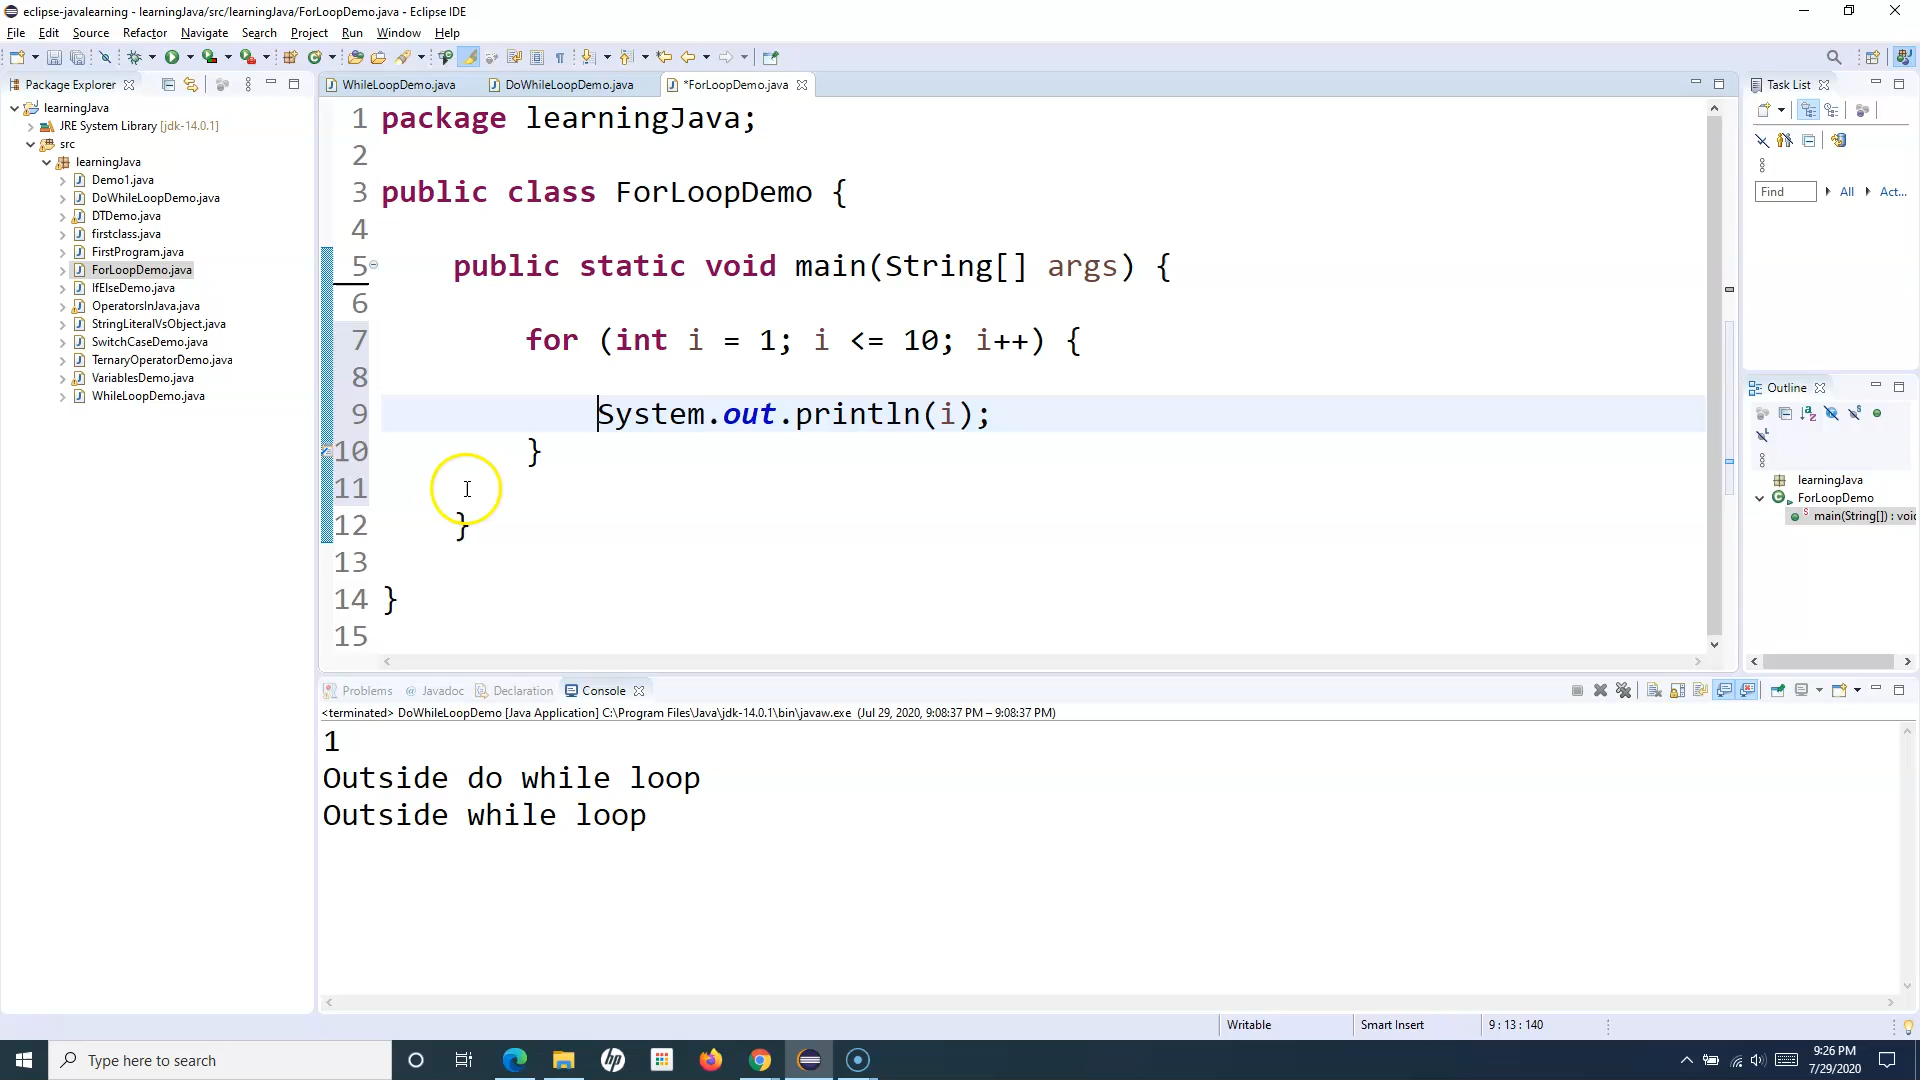 eclipse-javalearning - learningJava/src/learningJava/ForLoopDemo.java - Eclipse IDE
File Edit Source Refactor Navigate Search Project Run Window Help
Package Explorer
learningJava
JRE System Library [jdk-14.0.1]
src
learningJava
Demo1.java
DoWhileLoopDemo.java
DTDemo.java
firstclass.java
FirstProgram.java
ForLoopDemo.java
IfElseDemo.java
OperatorsInJava.java
StringLiteralVsObject.java
SwitchCaseDemo.java
TernaryOperatorDemo.java
VariablesDemo.java
WhileLoopDemo.java
WhileLoopDemo.java DoWhileLoopDemo.java *ForLoopDemo.java
1 package learningJava;
2
3 public class ForLoopDemo {
4
5 public static void main(String[] args) {
6
7 for (int i = 1; i <= 10; i++) {
8
9 System.out.println(i);
10 }
11
12 }
13
14 }
15
Task List
Find All Act...
Outline
learningJava
ForLoopDemo
main(String[]) : voic
Problems @ Javadoc Declaration Console
<terminated> DoWhileLoopDemo [Java Application] C:\Program Files\Java\jdk-14.0.1\bin\javaw.exe (Jul 29, 2020, 9:08:37 PM – 9:08:37 PM)
1
Outside do while loop
Outside while loop
Writable Smart Insert 9 : 13 : 140
Type here to search
hp
9:26 PM
7/29/2020